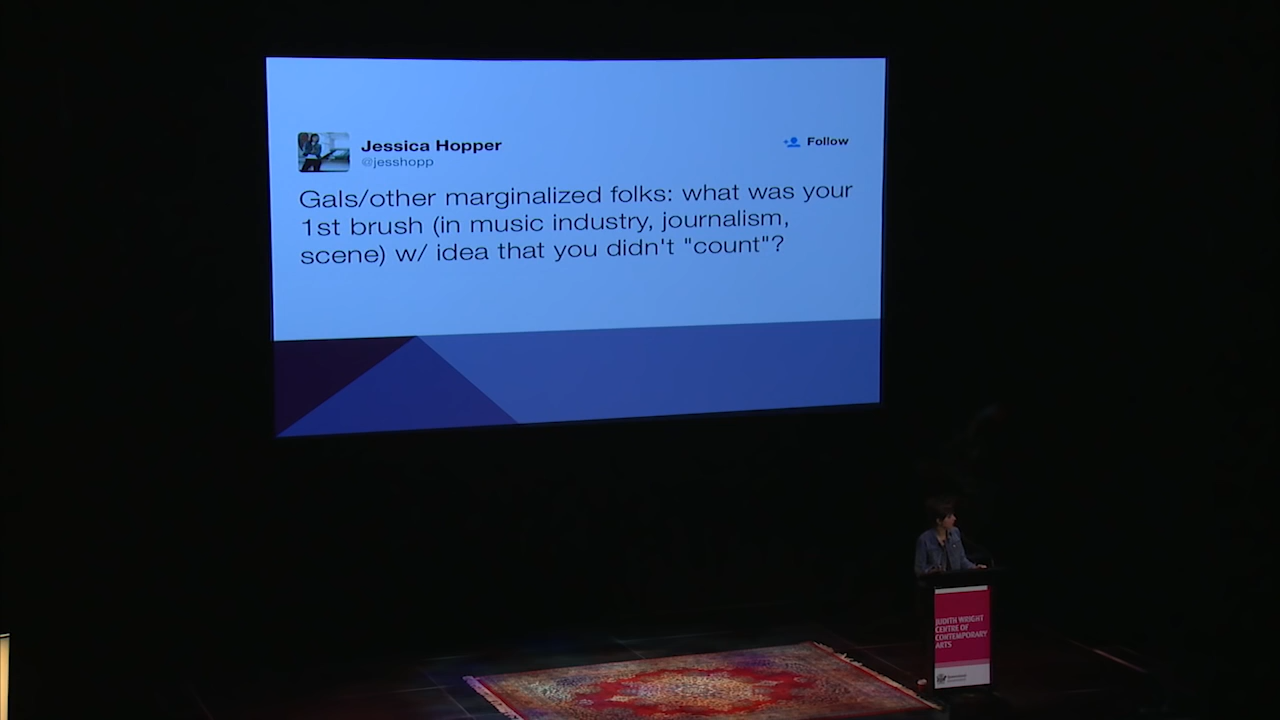 Jessica Hopper
@jesshopp
Follow
Gals/other marginalized folks: what was your
1st brush (in music industry, journalism,
scene) w/ idea that you didn't "count"?
JUDITH WRIGHT
CENTRE OF
CONTEMPORARY
ARTS